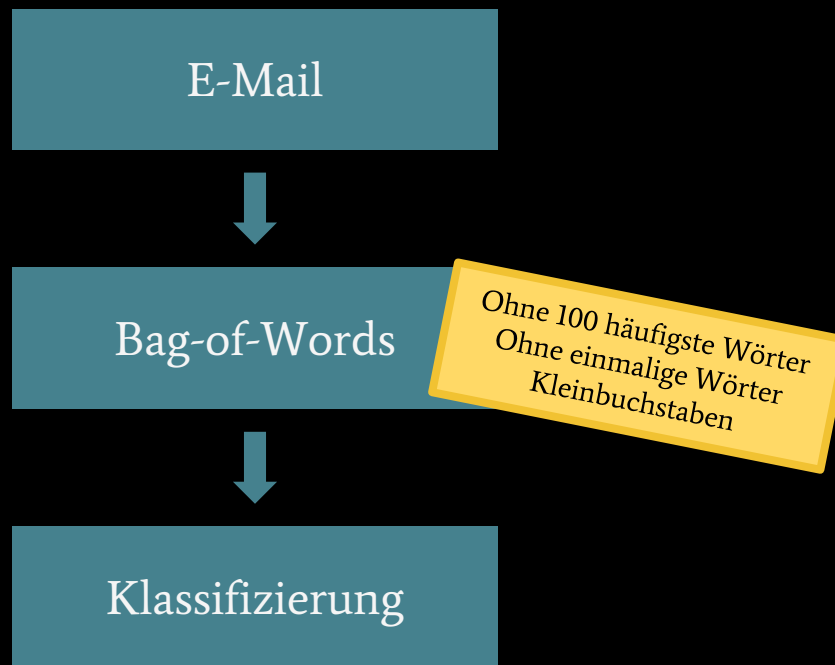 E-Mail
Bag-of-Words
Ohne 100 häufigste Wörter
Ohne einmalige Wörter
Kleinbuchstaben
Klassifizierung